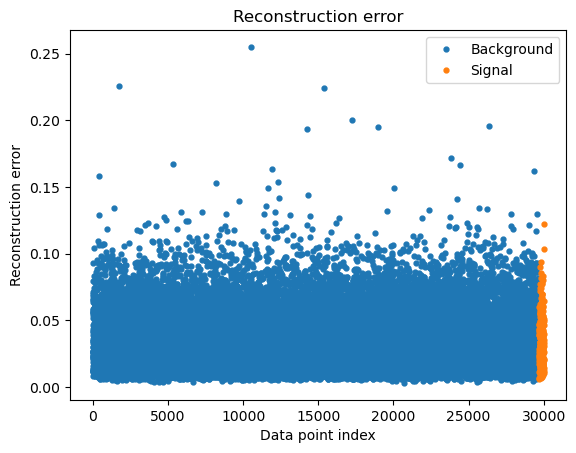 Reconstruction error
Background
Signal
Reconstruction error
0.25
0.20
0.15
0.10
0.05
0.00
0
5000
10000
15000
20000
25000
30000
Data point index